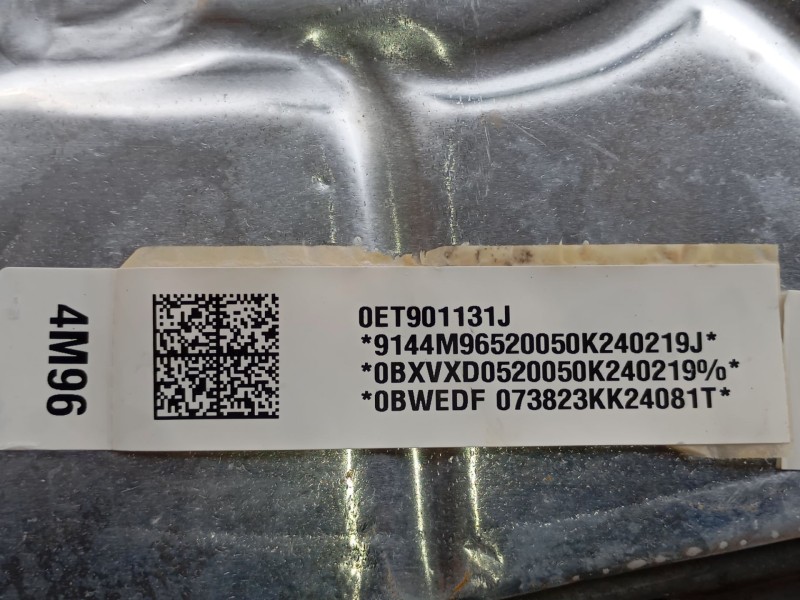 4M96
0ET901131J
*9144M96520050K240219J*
*0BXVXD0520050K240219%*
*0BWEDF 073823KK24081T*